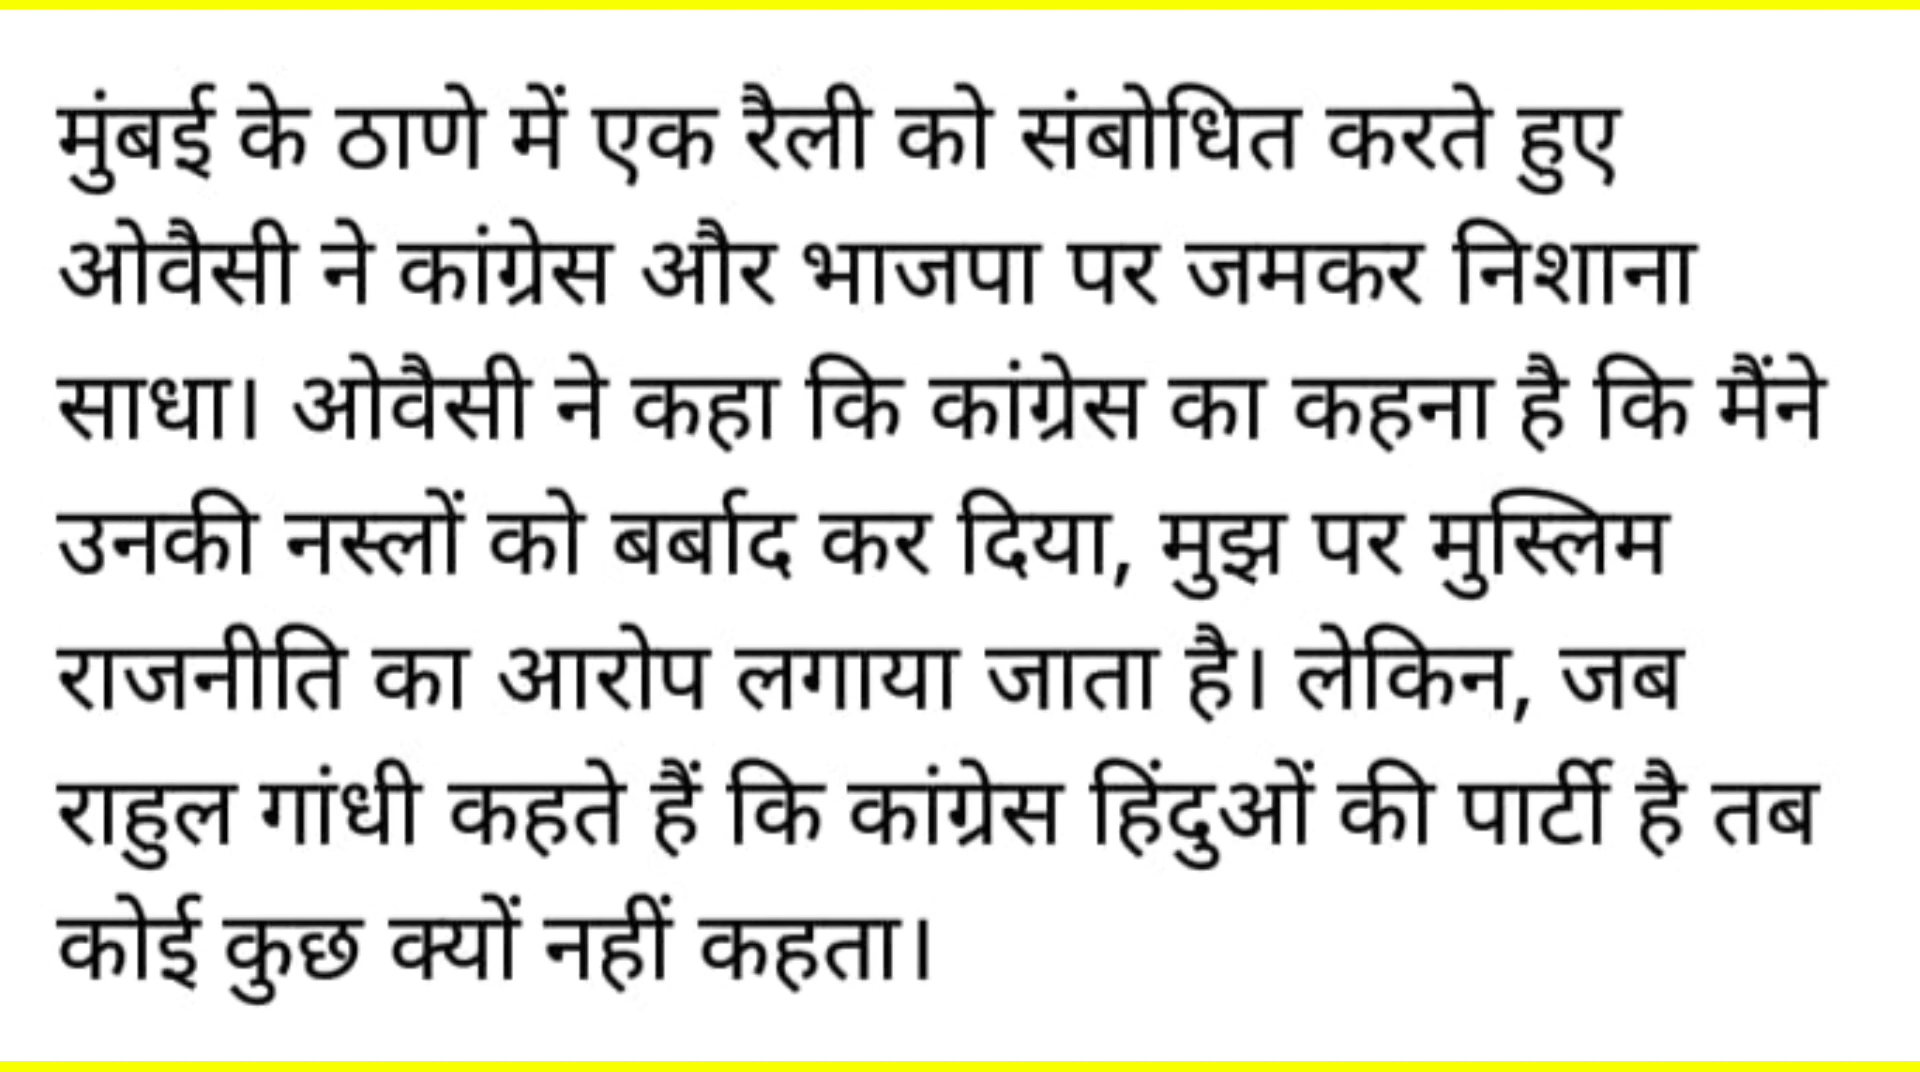 मुंबई के ठाणे में एक रैली को संबोधित करते हुए
ओवैसी ने कांग्रेस और भाजपा पर जमकर निशाना
साधा। ओवैसी ने कहा कि कांग्रेस का कहना है कि मैंने
उनकी नस्लों को बर्बाद कर दिया, मुझ पर मुस्लिम
राजनीति का आरोप लगाया जाता है। लेकिन, जब
राहुल गांधी कहते हैं कि कांग्रेस हिंदुओं की पार्टी है तब
कोई कुछ क्यों नहीं कहता।